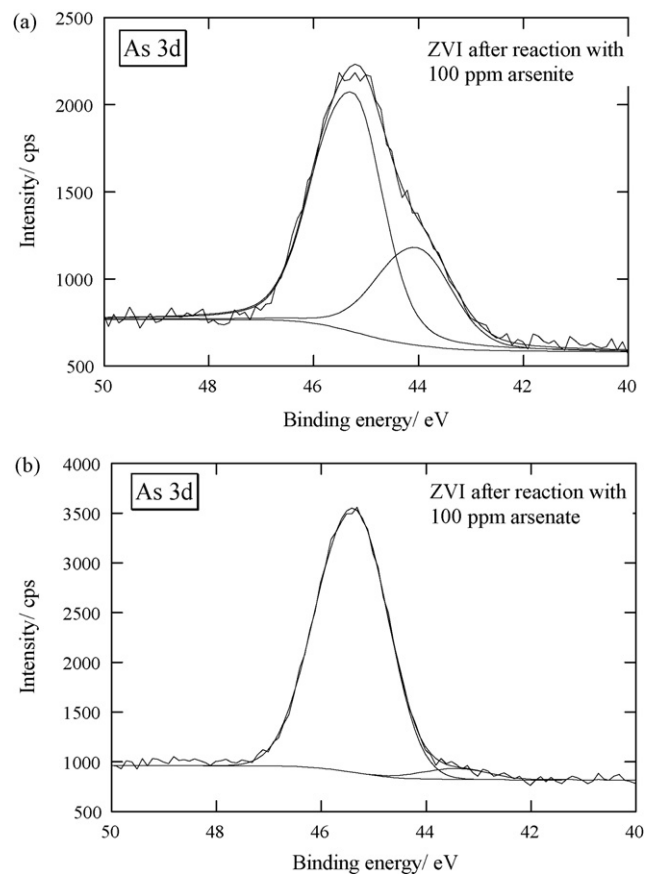 (a)
As 3d
ZVI after reaction with
100 ppm arsenite
2500
2000
1500
1000
500
Intensity/ cps
50 48 46 44 42 40
Binding energy/ eV
(b)
As 3d
ZVI after reaction with
100 ppm arsenate
4000
3500
3000
2500
2000
1500
1000
500
Intensity/ cps
50 48 46 44 42 40
Binding energy/ eV